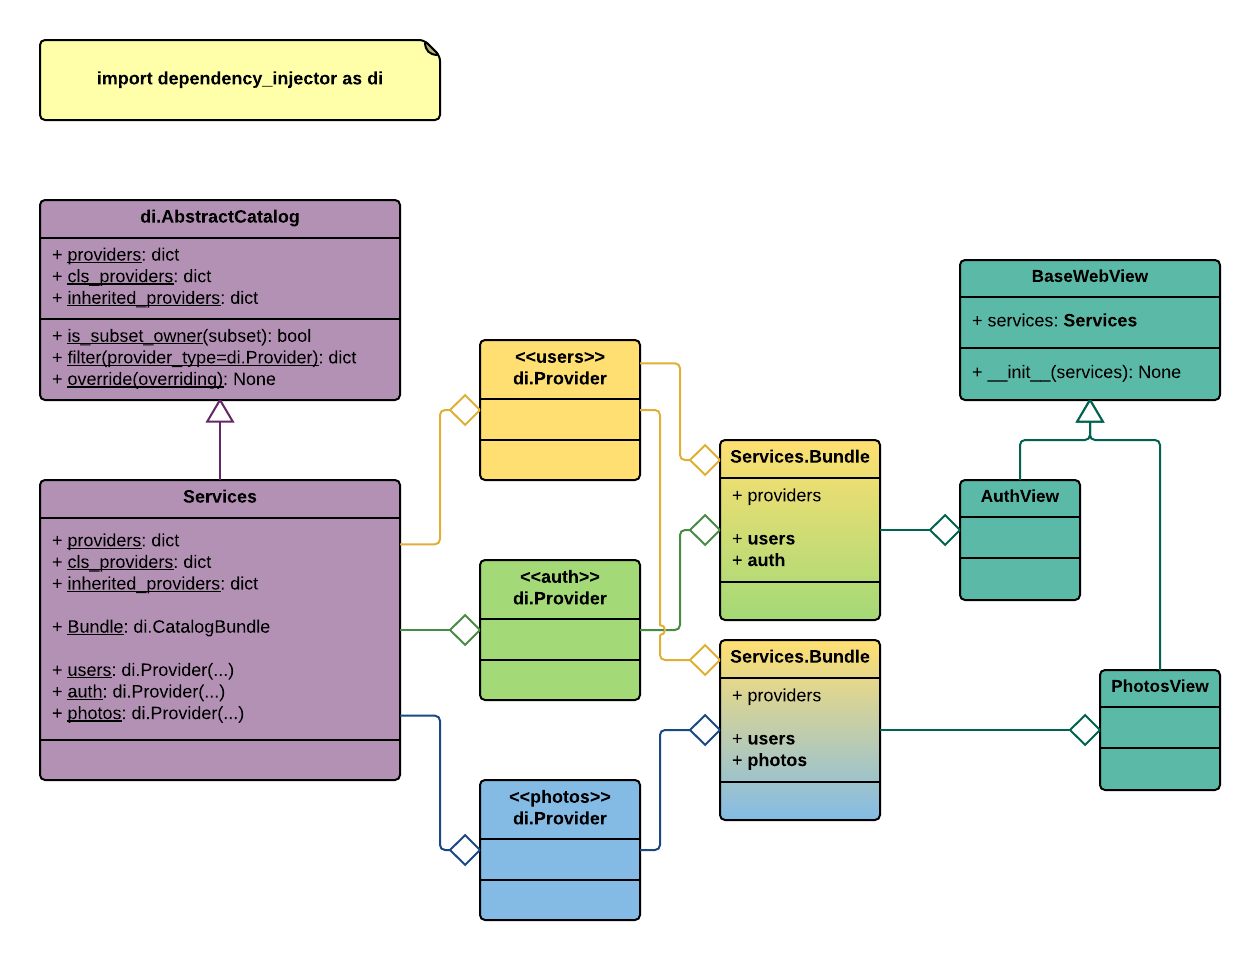 import dependency_injector as di
di.AbstractCatalog
+ providers: dict
+ cls_providers: dict
+ inherited_providers: dict
+ is_subset_owner(subset): bool
+ filter(provider_type=di.Provider): dict
+ override(overriding): None
Services
+ providers: dict
+ cls_providers: dict
+ inherited_providers: dict
+ Bundle: di.CatalogBundle
+ users: di.Provider(...)
+ auth: di.Provider(...)
+ photos: di.Provider(...)
<<users>>
di.Provider
<<auth>>
di.Provider
<<photos>>
di.Provider
Services.Bundle
+ providers
+ users
+ auth
Services.Bundle
+ providers
+ users
+ photos
BaseWebView
+ services: Services
+ __init__(services): None
AuthView
PhotosView